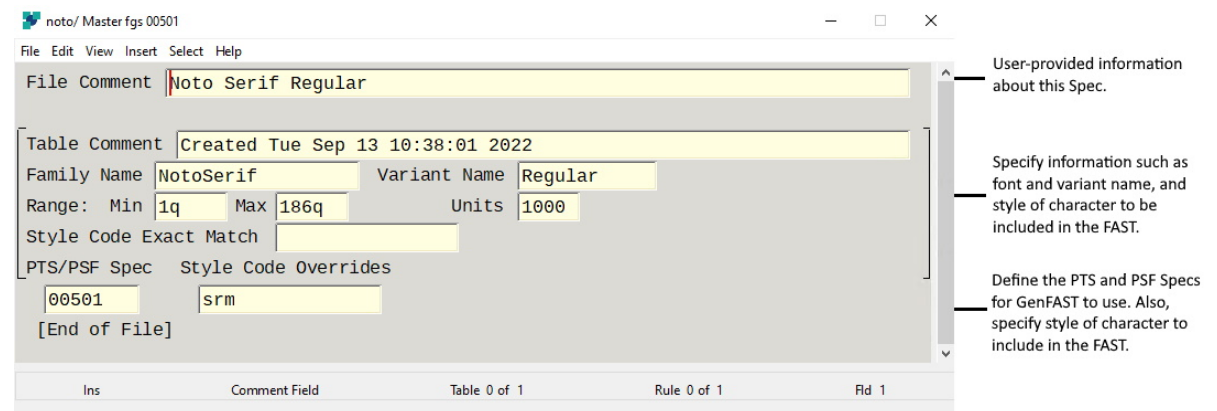 noto/ Master fgs 00501
File Edit View Insert Select Help
File Comment Noto Serif Regular
Table Comment Created Tue Sep 13 10:38:01 2022
Family Name NotoSerif Variant Name Regular
Range: Min 1q Max 186q Units 1000
Style Code Exact Match
PTS/PSF Spec Style Code Overrides
00501 srm
[End of File]
Ins Comment Field Table 0 of 1 Rule 0 of 1 Fld 1
User-provided information
about this Spec.
Specify information such as
font and variant name, and
style of character to be
included in the FAST.
Define the PTS and PSF Specs
for GenFAST to use. Also,
specify style of character to
include in the FAST.